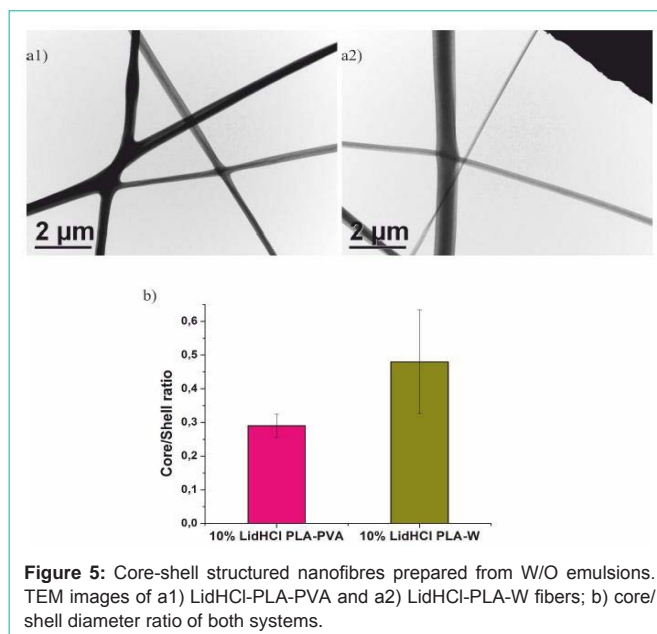 a1)
a2)
2 µm
2 µm
b)
Core/Shell ratio
0,6
0,5
0,4
0,3
0,2
0,1
0,0
10% LidHCl PLA-PVA
10% LidHCl PLA-W
Figure 5: Core-shell structured nanofibres prepared from W/O emulsions.
TEM images of a1) LidHCl-PLA-PVA and a2) LidHCl-PLA-W fibers; b) core/
shell diameter ratio of both systems.